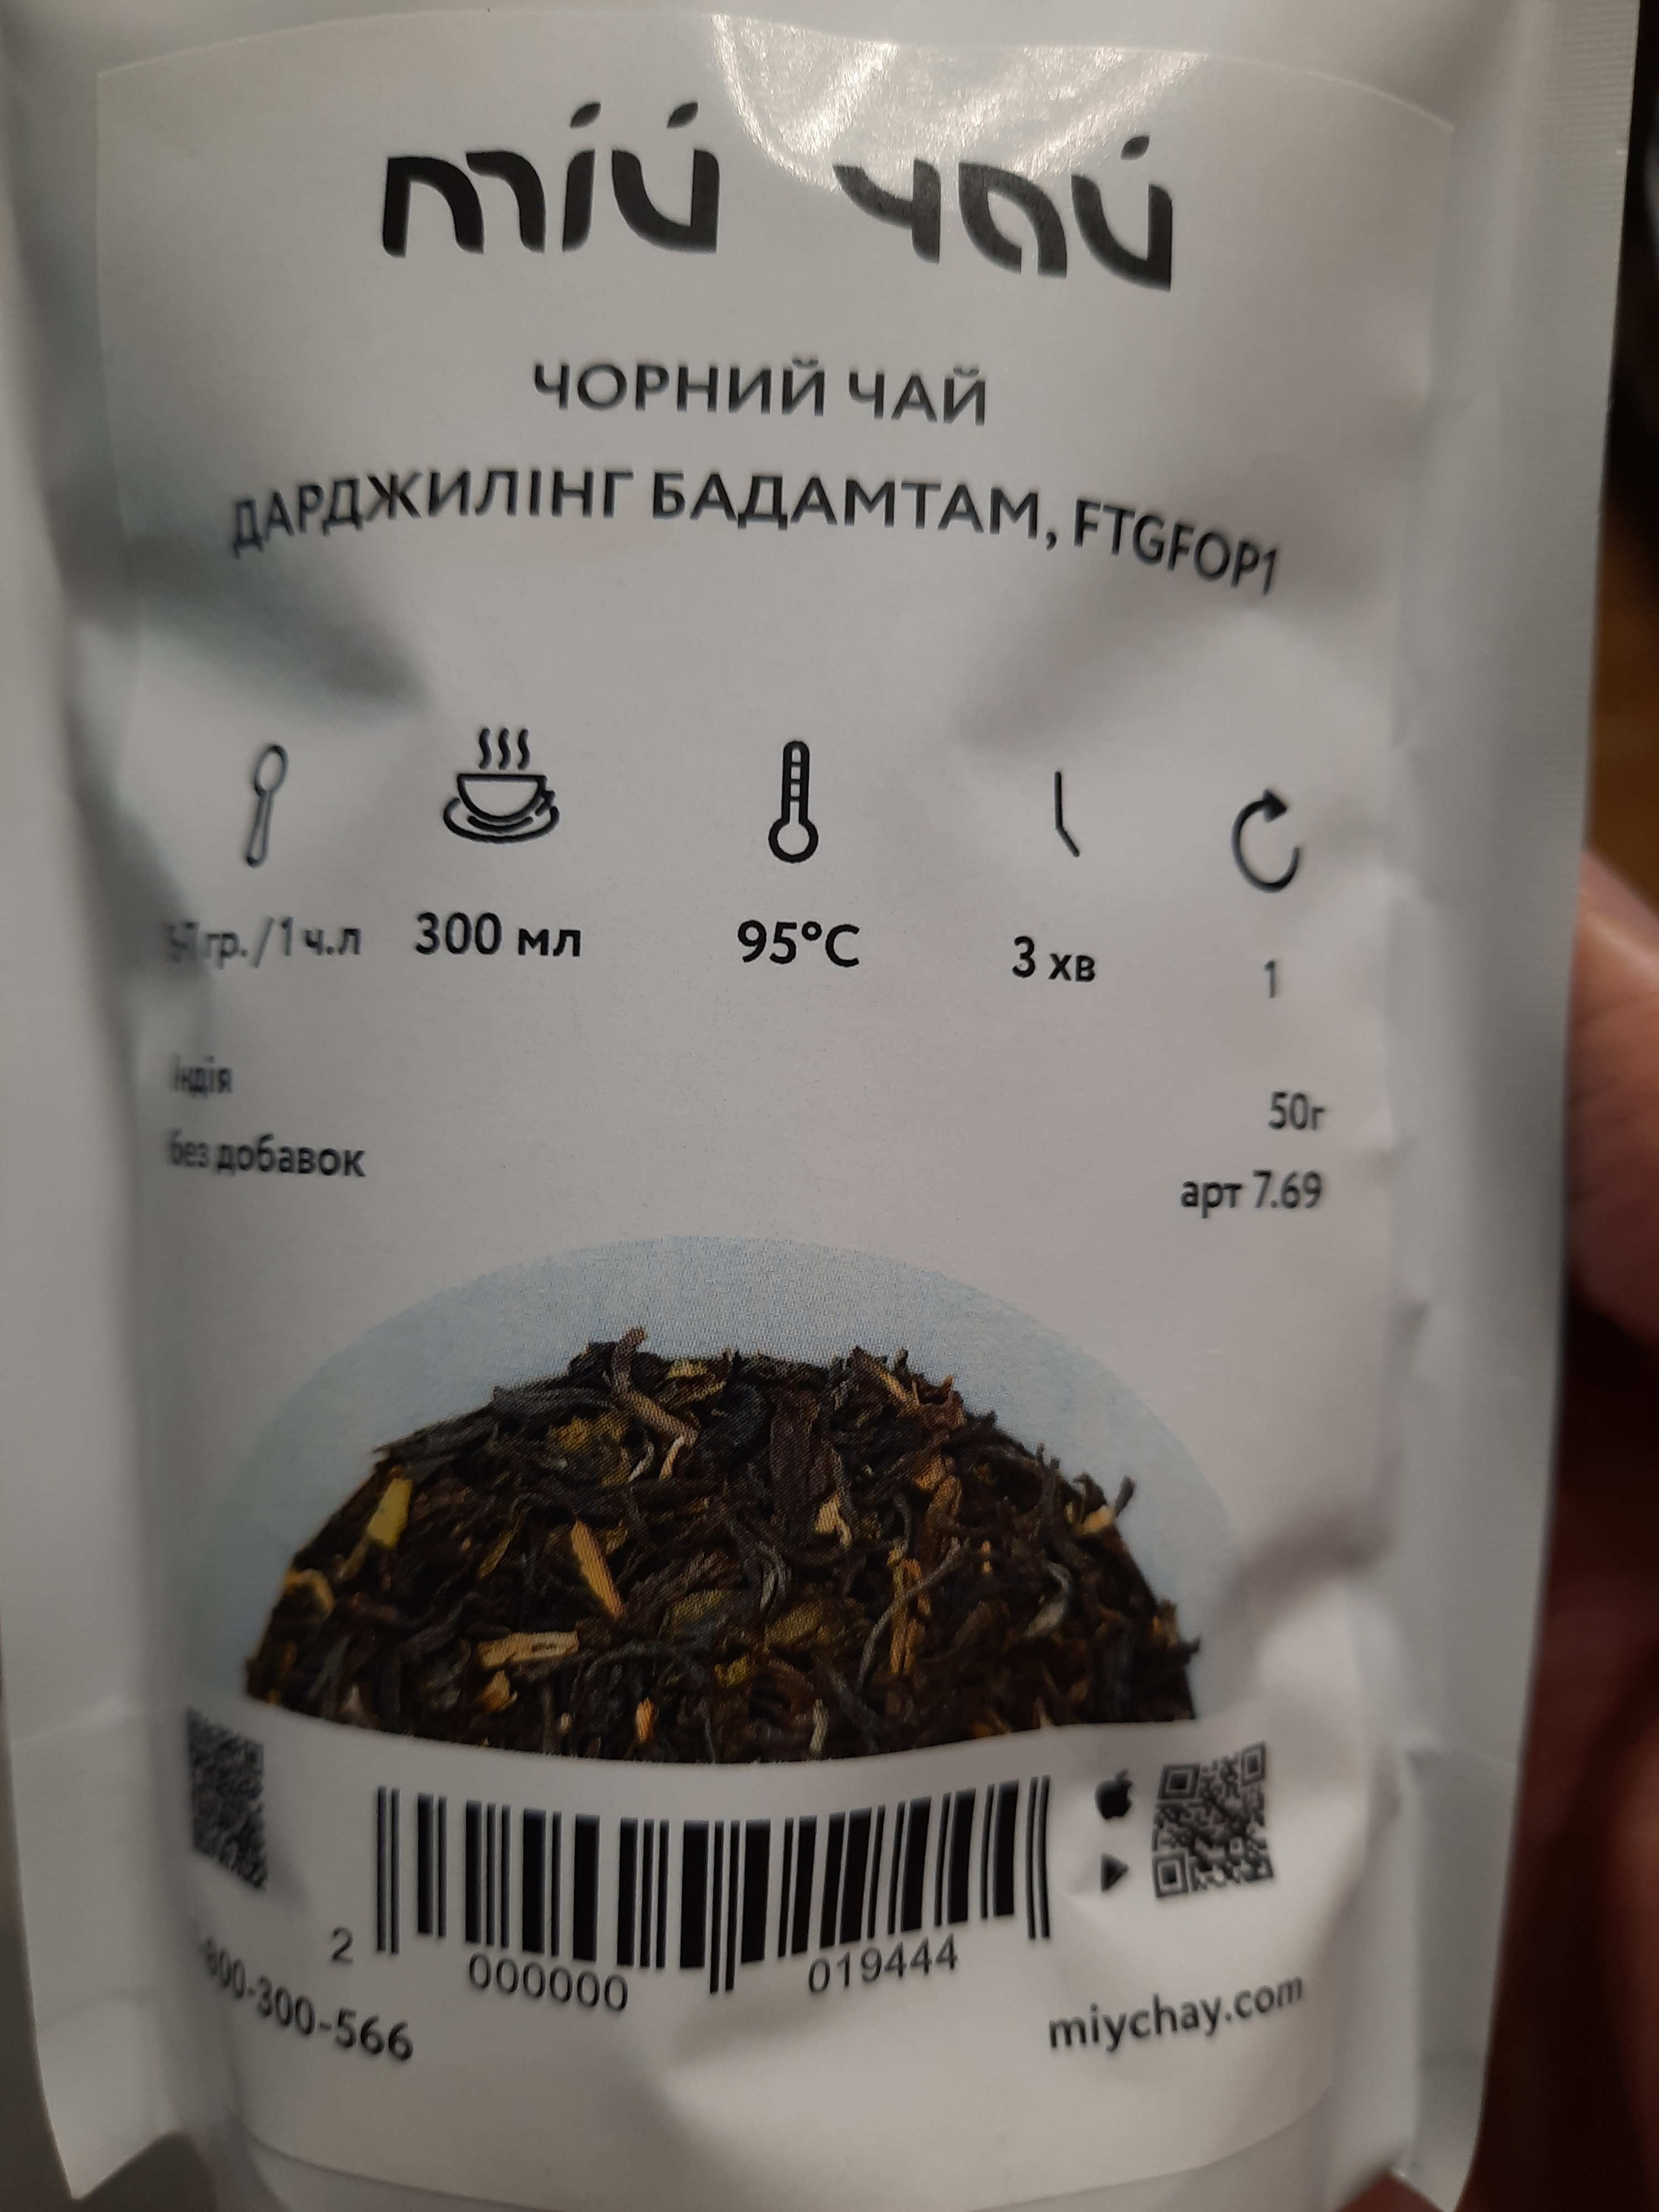 мій чай
ЧОРНИЙ ЧАЙ
ДАРДЖИЛІНГ БАДАМТАМ, FTGFOP1
гр./1 ч.л 300 мл 95°C 3 хв 1
Індія
50г
без добавок
арт 7.69
2 000000 019444
800-300-566
miychay.com